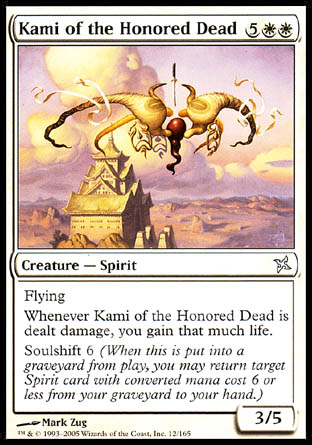 Kami of the Honored Dead 5
Creature — Spirit
Flying
Whenever Kami of the Honored Dead is
dealt damage, you gain that much life.
Soulshift 6 (When this is put into a
graveyard from play, you may return target
Spirit card with converted mana cost 6 or
less from your graveyard to your hand.)
Mark Zug
™ & © 1993–2005 Wizards of the Coast, Inc. 12/165
3/5